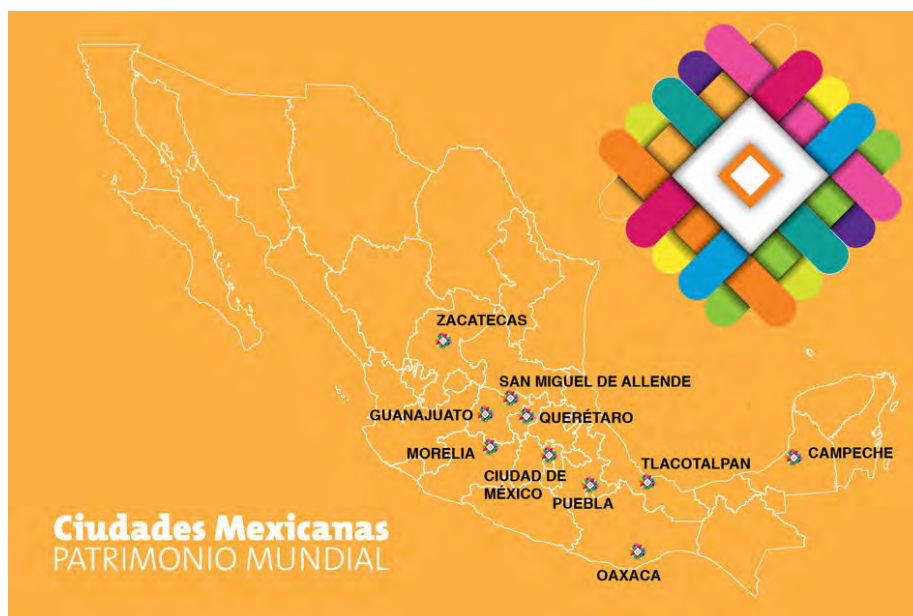 ZACATECAS
SAN MIGUEL DE ALLENDE
GUANAJUATO
QUERÉTARO
MORELIA
CIUDAD DE
MÉXICO
PUEBLA
TLACOTALPAN
CAMPECHE
OAXACA
Ciudades Mexicanas
PATRIMONIO MUNDIAL